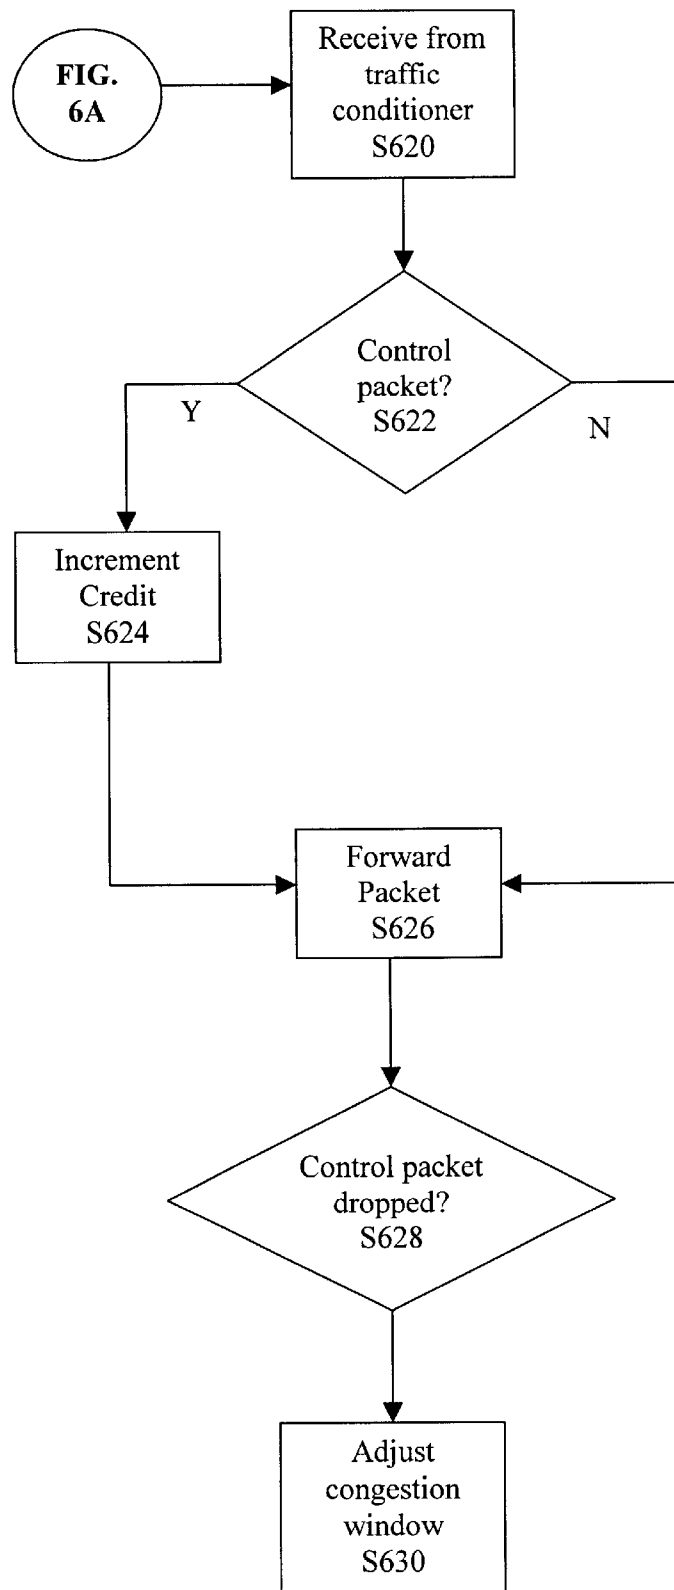 FIG.
6A
Receive from
traffic
conditioner
S620
Control
packet?
S622
Y
N
Increment
Credit
S624
Forward
Packet
S626
Control packet
dropped?
S628
Adjust
congestion
window
S630